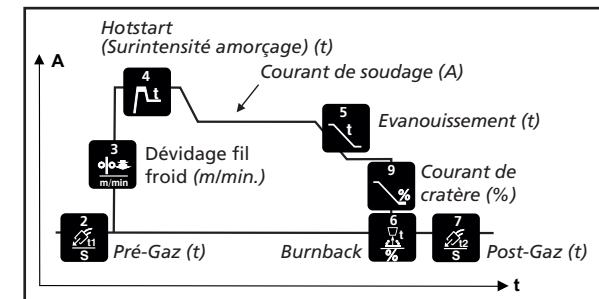 Hotstart
(Surintensité amorçage) (t)
A
4
t
Courant de soudage (A)
5
t
Evanouissement (t)
3
m/min
Dévidage fil
froid (m/min.)
9
%
Courant de
cratère (%)
2
t1
S
Pré-Gaz (t)
Burnback
6
t
%
7
t2
S
Post-Gaz (t)
t